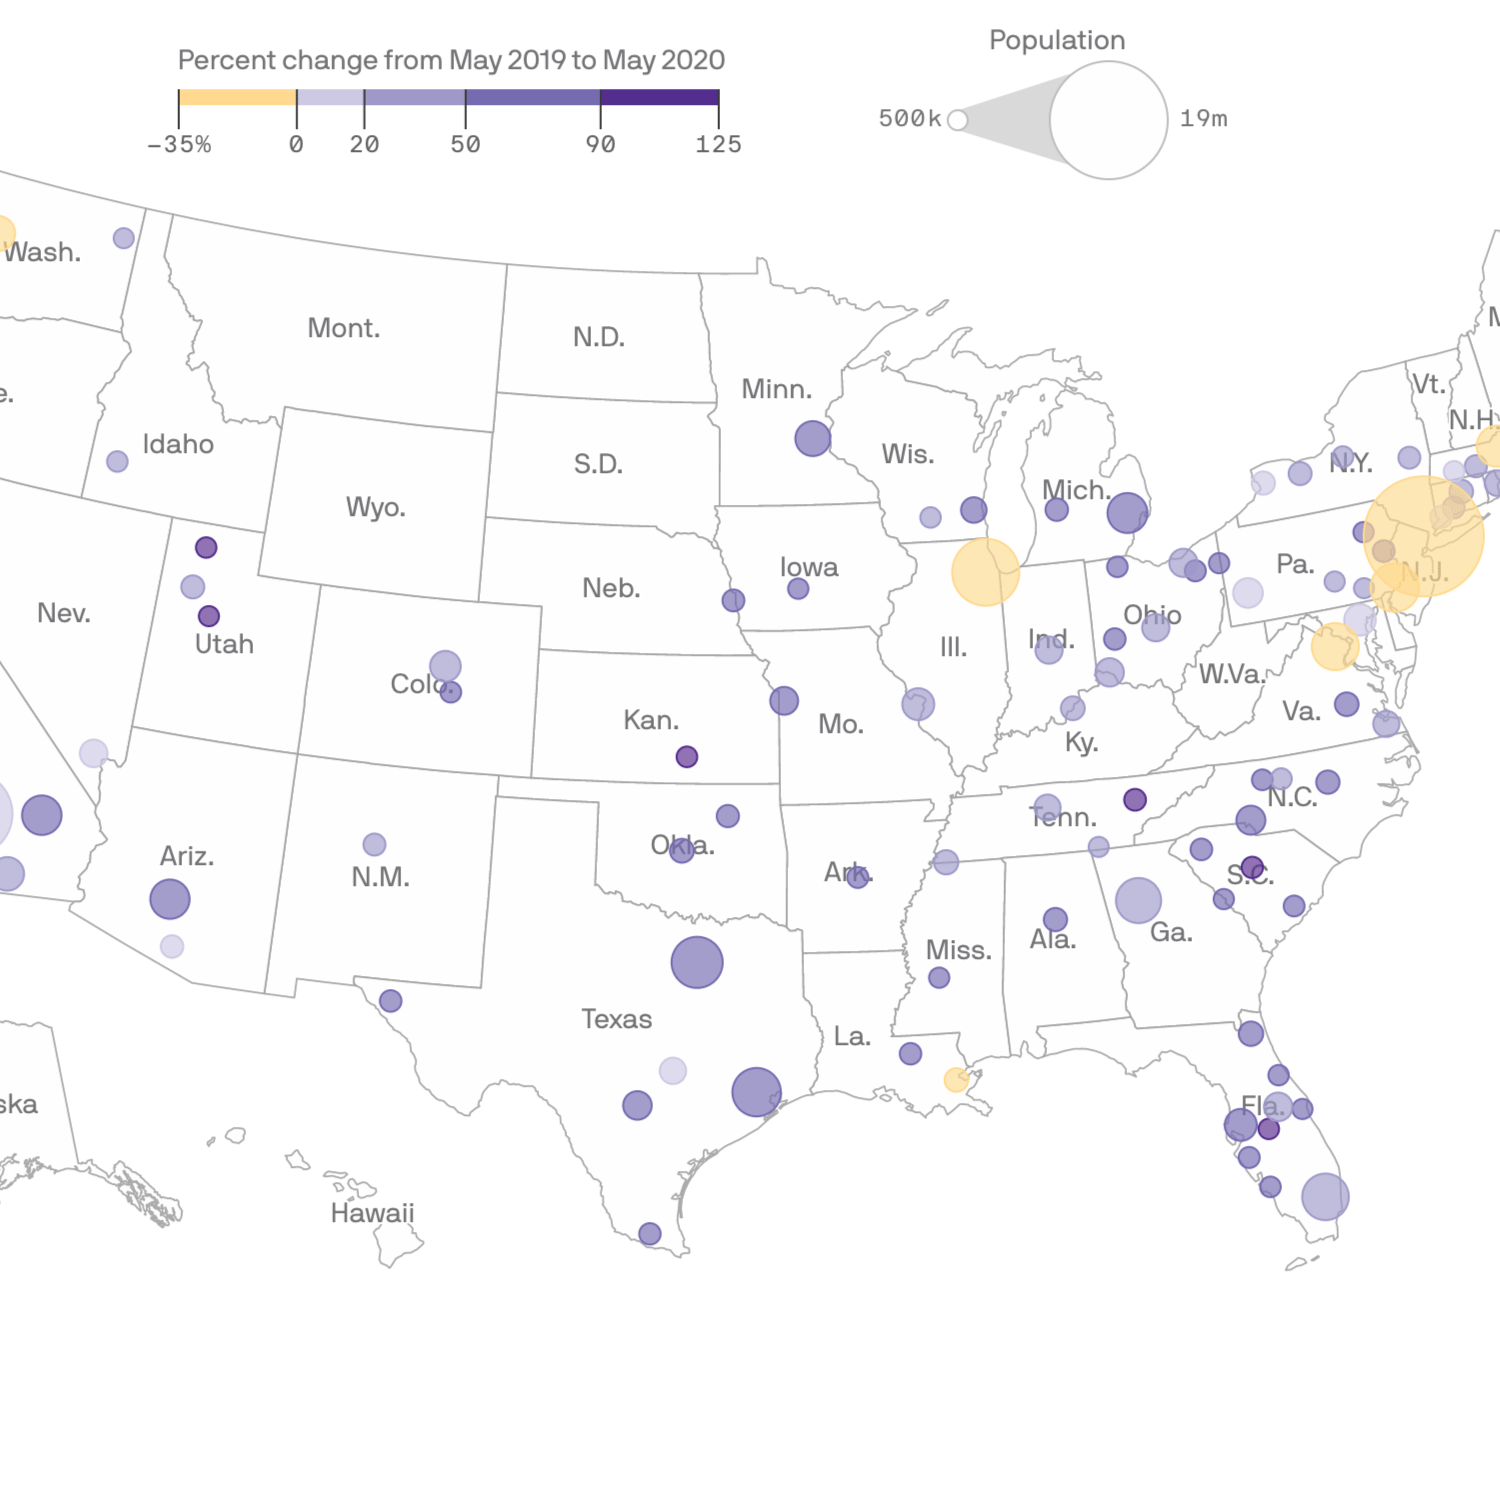 Population
Percent change from May 2019 to May 2020
500k 19m
-35% 0 20 50 90 125
Wash.
Mont.
N.D.
Minn.
Vt.
N.H.
Idaho
Wis.
S.D.
N.Y.
Mich.
Wyo.
Iowa
Pa.
N.J.
Neb.
Nev.
Ohio
Utah
Ill.
Ind.
W.Va.
Colo.
Kan.
Mo.
Va.
Ky.
N.C.
Tenn.
Okla.
Ariz.
N.M.
Ark.
S.C.
Ga.
Ala.
Miss.
Texas
La.
ska
Fla.
Hawaii